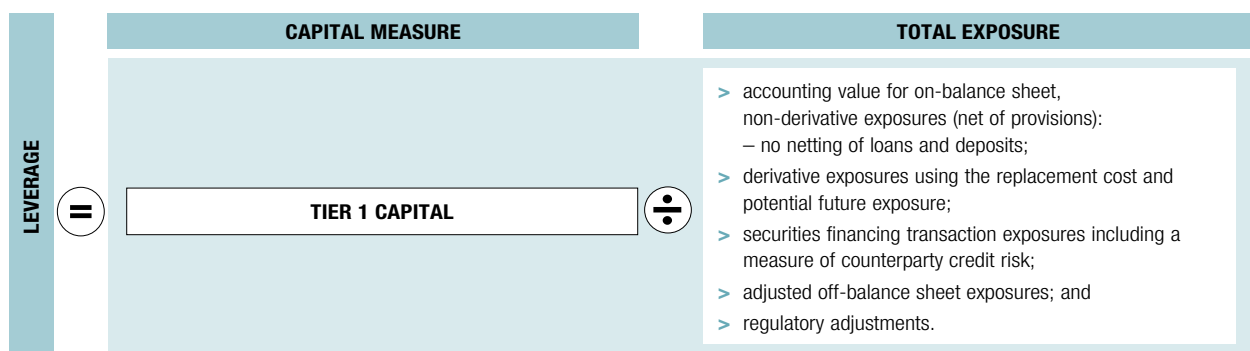 CAPITAL MEASURE
TOTAL EXPOSURE
LEVERAGE
=
TIER 1 CAPITAL
÷
> accounting value for on-balance sheet,
non-derivative exposures (net of provisions):
– no netting of loans and deposits;
> derivative exposures using the replacement cost and
potential future exposure;
> securities financing transaction exposures including a
measure of counterparty credit risk;
> adjusted off-balance sheet exposures; and
> regulatory adjustments.